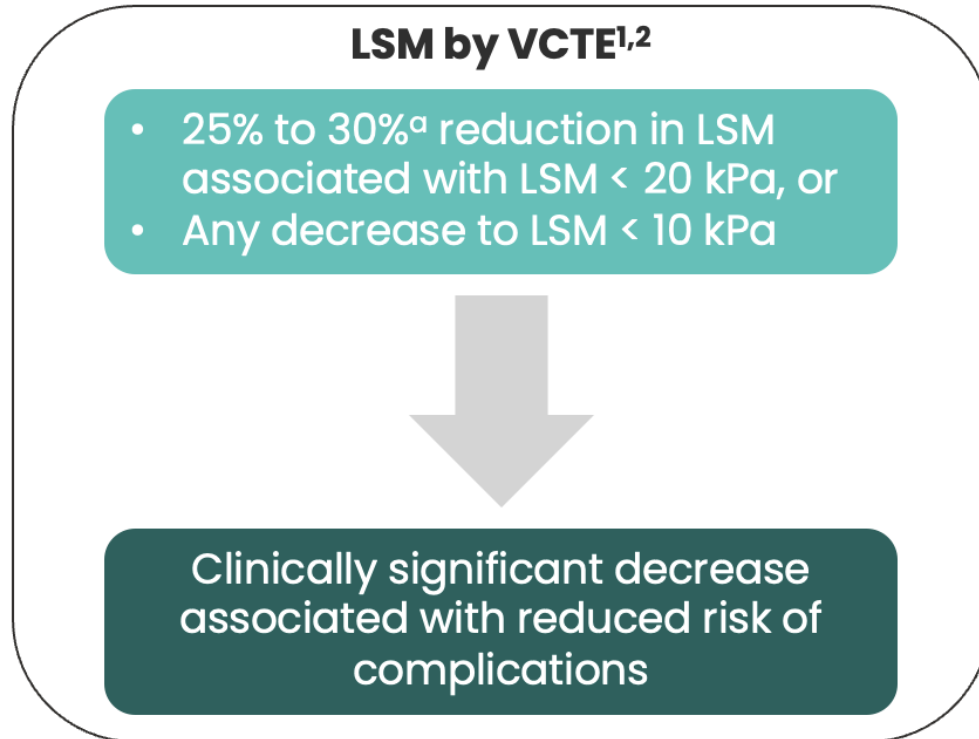 LSM by VCTE¹,²
• 25% to 30%ᵃ reduction in LSM
associated with LSM < 20 kPa, or
• Any decrease to LSM < 10 kPa
Clinically significant decrease
associated with reduced risk of
complications